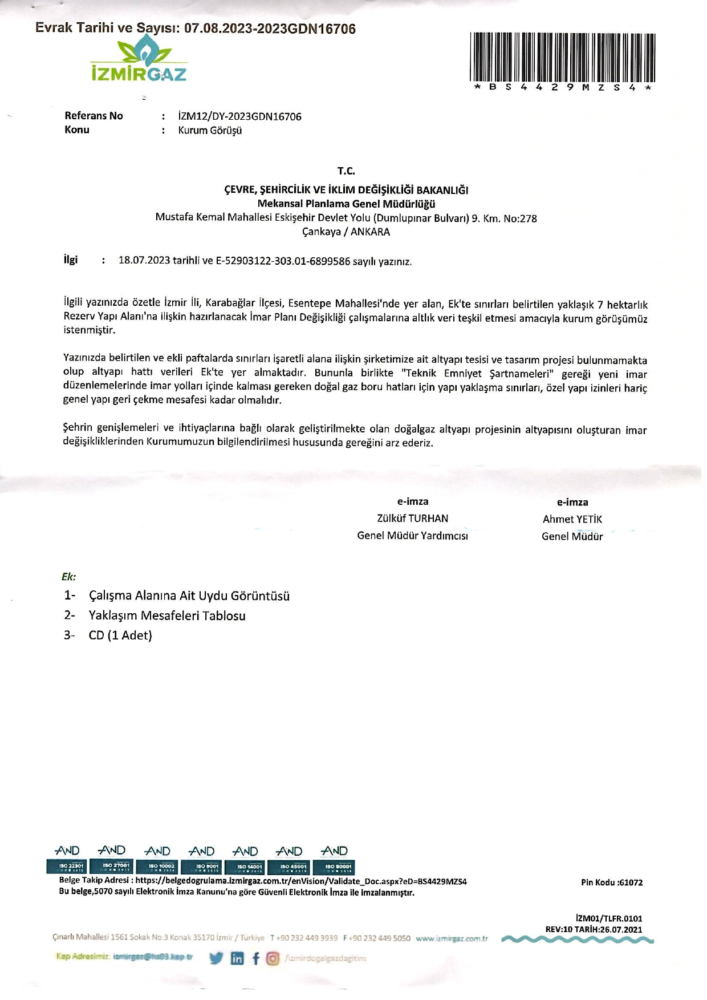 Evrak Tarihi ve Sayısı: 07.08.2023-2023GDN16706
İZMİRGAZ
*BS4429MZS4*
Referans No : İZM12/DY-2023GDN16706
Konu : Kurum Görüşü
T.C.
ÇEVRE, ŞEHİRCİLİK VE İKLİM DEĞİŞİKLİĞİ BAKANLIĞI
Mekansal Planlama Genel Müdürlüğü
Mustafa Kemal Mahallesi Eskişehir Devlet Yolu (Dumlupınar Bulvarı) 9. Km. No:278
Çankaya / ANKARA
İlgi : 18.07.2023 tarihli ve E-52903122-303.01-6899586 sayılı yazınız.
İlgili yazınızda özetle İzmir İli, Karabağlar İlçesi, Esentepe Mahallesi'nde yer alan, Ek'te sınırları belirtilen yaklaşık 7 hektarlık
Rezerv Yapı Alanı'na ilişkin hazırlanacak İmar Planı Değişikliği çalışmalarına altlık veri teşkil etmesi amacıyla kurum görüşümüz
istenmiştir.
Yazınızda belirtilen ve ekli paftalarda sınırları işaretli alana ilişkin şirketimize ait altyapı tesisi ve tasarım projesi bulunmamakta
olup altyapı hattı verileri Ek'te yer almaktadır. Bununla birlikte "Teknik Emniyet Şartnameleri" gereği yeni imar
düzenlemelerinde imar yolları içinde kalması gereken doğal gaz boru hatları için yapı yaklaşma sınırları, özel yapı izinleri hariç
genel yapı geri çekme mesafesi kadar olmalıdır.
Şehrin genişlemeleri ve ihtiyaçlarına bağlı olarak geliştirilmekte olan doğalgaz altyapı projesinin altyapısını oluşturan imar
değişikliklerinden Kurumumuzun bilgilendirilmesi hususunda gereğini arz ederiz.
e-imza e-imza
Zülküf TURHAN Ahmet YETİK
Genel Müdür Yardımcısı Genel Müdür
Ek:
1- Çalışma Alanına Ait Uydu Görüntüsü
2- Yaklaşım Mesafeleri Tablosu
3- CD (1 Adet)
AND AND AND AND AND AND AND
ISO 22301 ISO 27001 ISO 10002 ISO 9001 ISO 14001 ISO 45001 ISO 50001
Belge Takip Adresi : https://belgedogrulama.izmirgaz.com.tr/enVision/Validate_Doc.aspx?eD=BS4429MZS4 Pin Kodu :61072
Bu belge,5070 sayılı Elektronik İmza Kanunu'na göre Güvenli Elektronik İmza ile imzalanmıştır.
İZM01/TLFR.0101
REV:10 TARİH:26.07.2021
Çınarlı Mahallesi 1561 Sokak No:3 Konak 35170 İzmir / Türkiye T +90 232 449 3939 F +90 232 449 5050 www.izmirgaz.com.tr
Kep Adresimiz: izmirgaz@hs03.kep.tr /izmirdogalgazdagitim